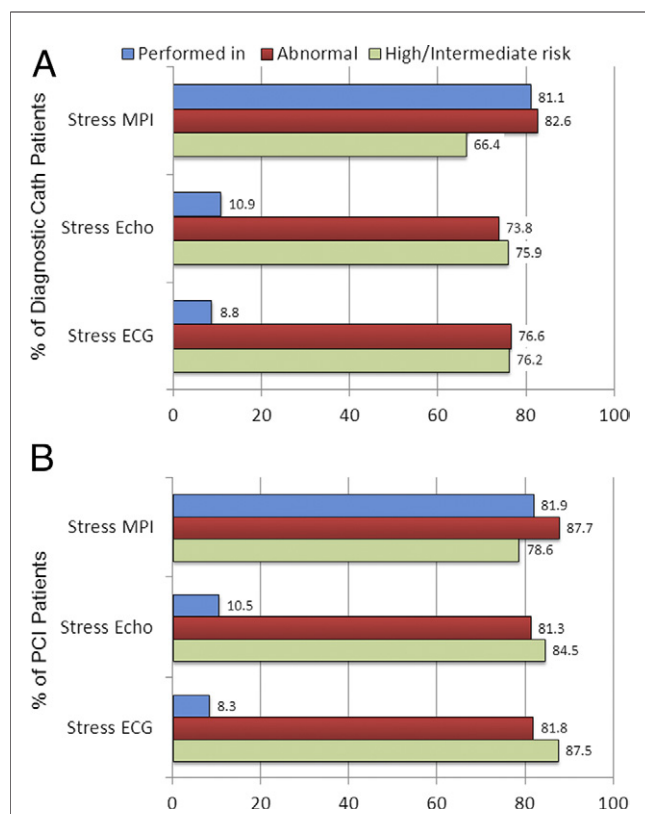 A
Performed in Abnormal High/Intermediate risk
% of Diagnostic Cath Patients
Stress MPI
81.1
82.6
66.4
Stress Echo
10.9
73.8
75.9
Stress ECG
8.8
76.6
76.2
0 20 40 60 80 100
B
% of PCI Patients
Stress MPI
81.9
87.7
78.6
Stress Echo
10.5
81.3
84.5
Stress ECG
8.3
81.8
87.5
0 20 40 60 80 100